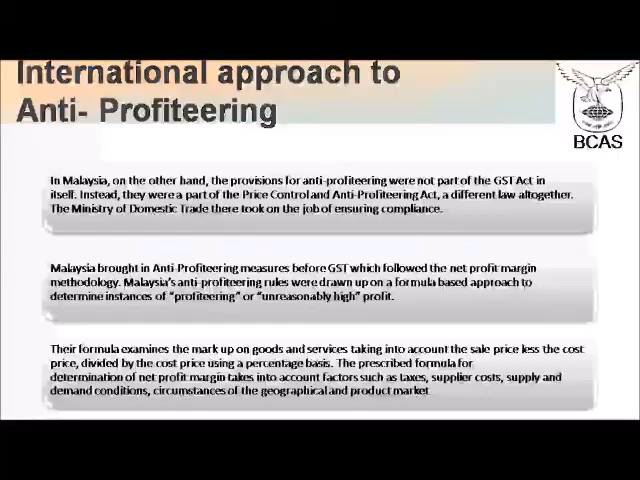 International approach to
Anti- Profiteering
BCAS
In Malaysia, on the other hand, the provisions for anti-profiteering were not part of the GST Act in
itself. Instead, they were a part of the Price Control and Anti-Profiteering Act, a different law altogether.
The Ministry of Domestic Trade there took on the job of ensuring compliance.
Malaysia brought in Anti-Profiteering measures before GST which followed the net profit margin
methodology. Malaysia's anti-profiteering rules were drawn up on a formula based approach to
determine instances of "profiteering" or "unreasonably high" profit.
Their formula examines the mark up on goods and services taking into account the sale price less the cost
price, divided by the cost price using a percentage basis. The prescribed formula for
determination of net profit margin takes into account factors such as taxes, supplier costs, supply and
demand conditions, circumstances of the geographical and product market